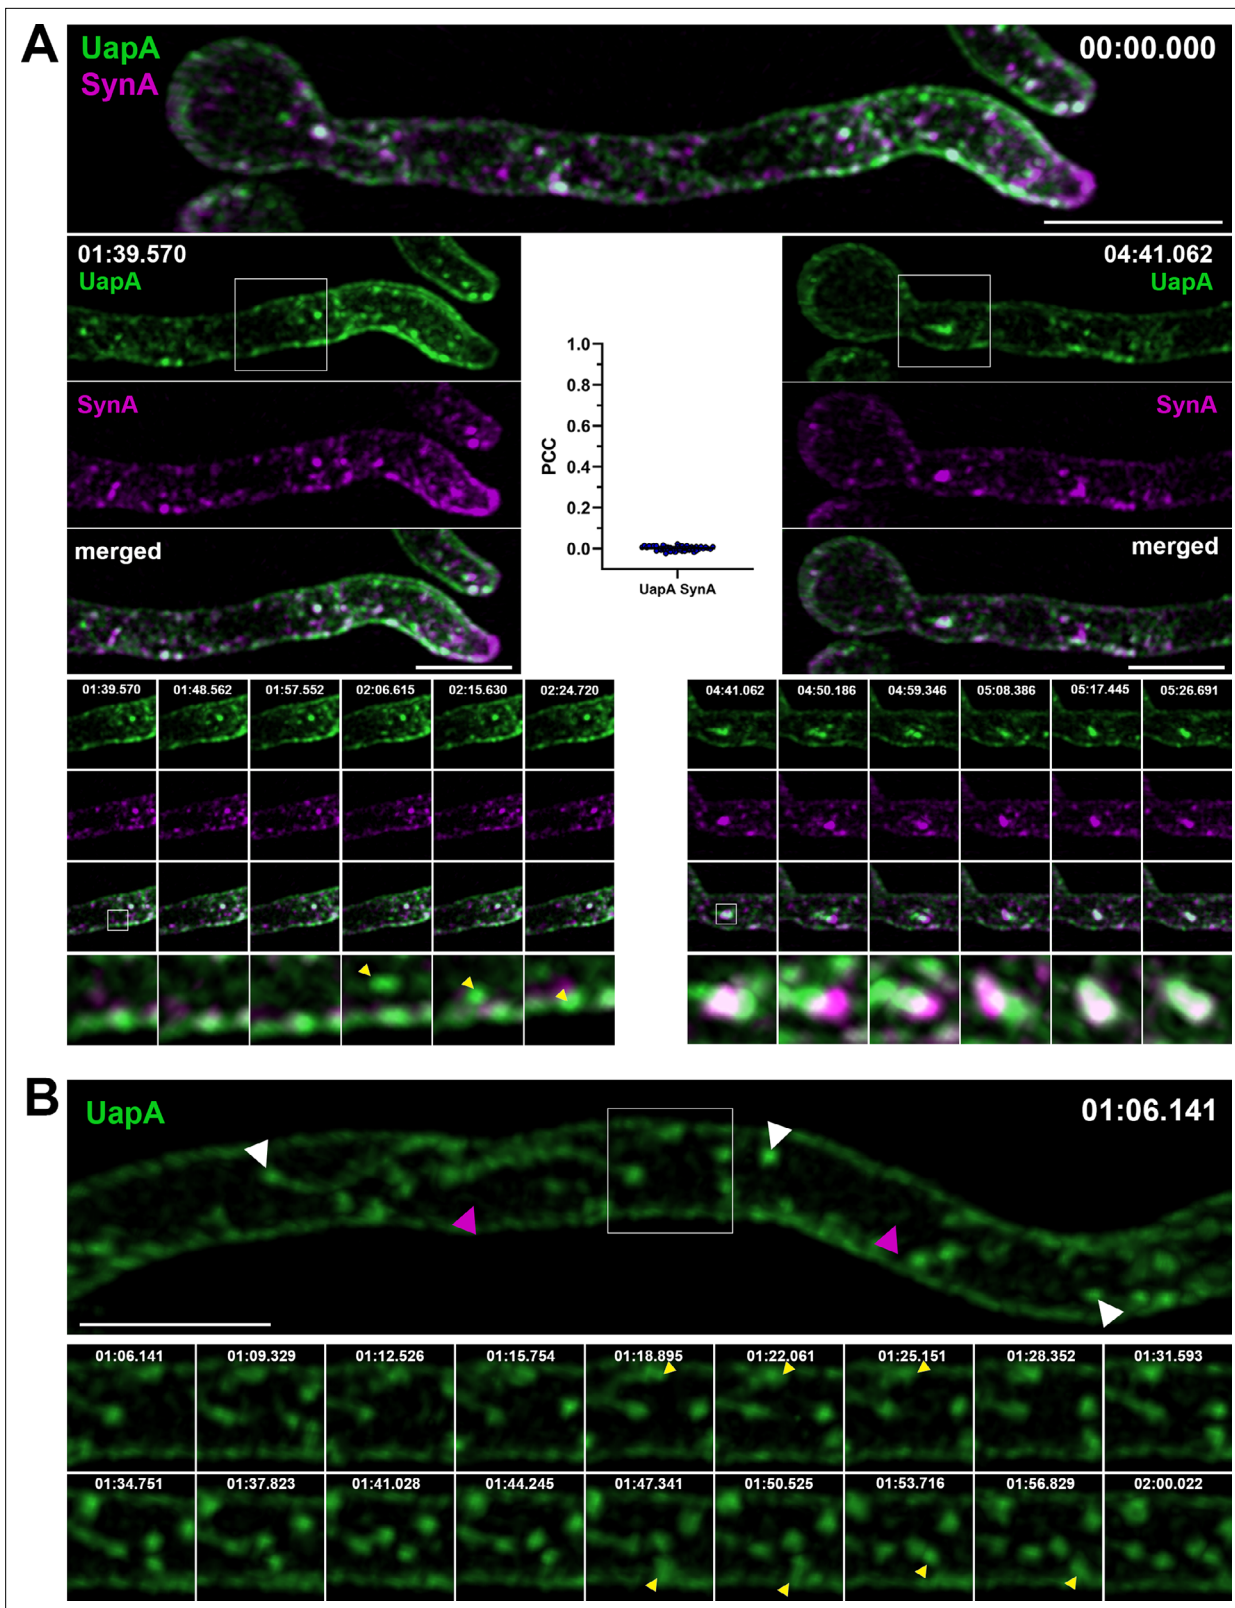 A
UapA
SynA
00:00.000
01:39.570
UapA
SynA
merged
1.0
0.8
0.6
0.4
0.2
0.0
PCC
UapA SynA
04:41.062
UapA
SynA
merged
01:39.570 01:48.562 01:57.552 02:06.615 02:15.630 02:24.720
04:41.062 04:50.186 04:59.346 05:08.386 05:17.445 05:26.691
B
UapA
01:06.141
01:06.141 01:09.329 01:12.526 01:15.754 01:18.895 01:22.061 01:25.151 01:28.352 01:31.593
01:34.751 01:37.823 01:41.028 01:44.245 01:47.341 01:50.525 01:53.716 01:56.829 02:00.022